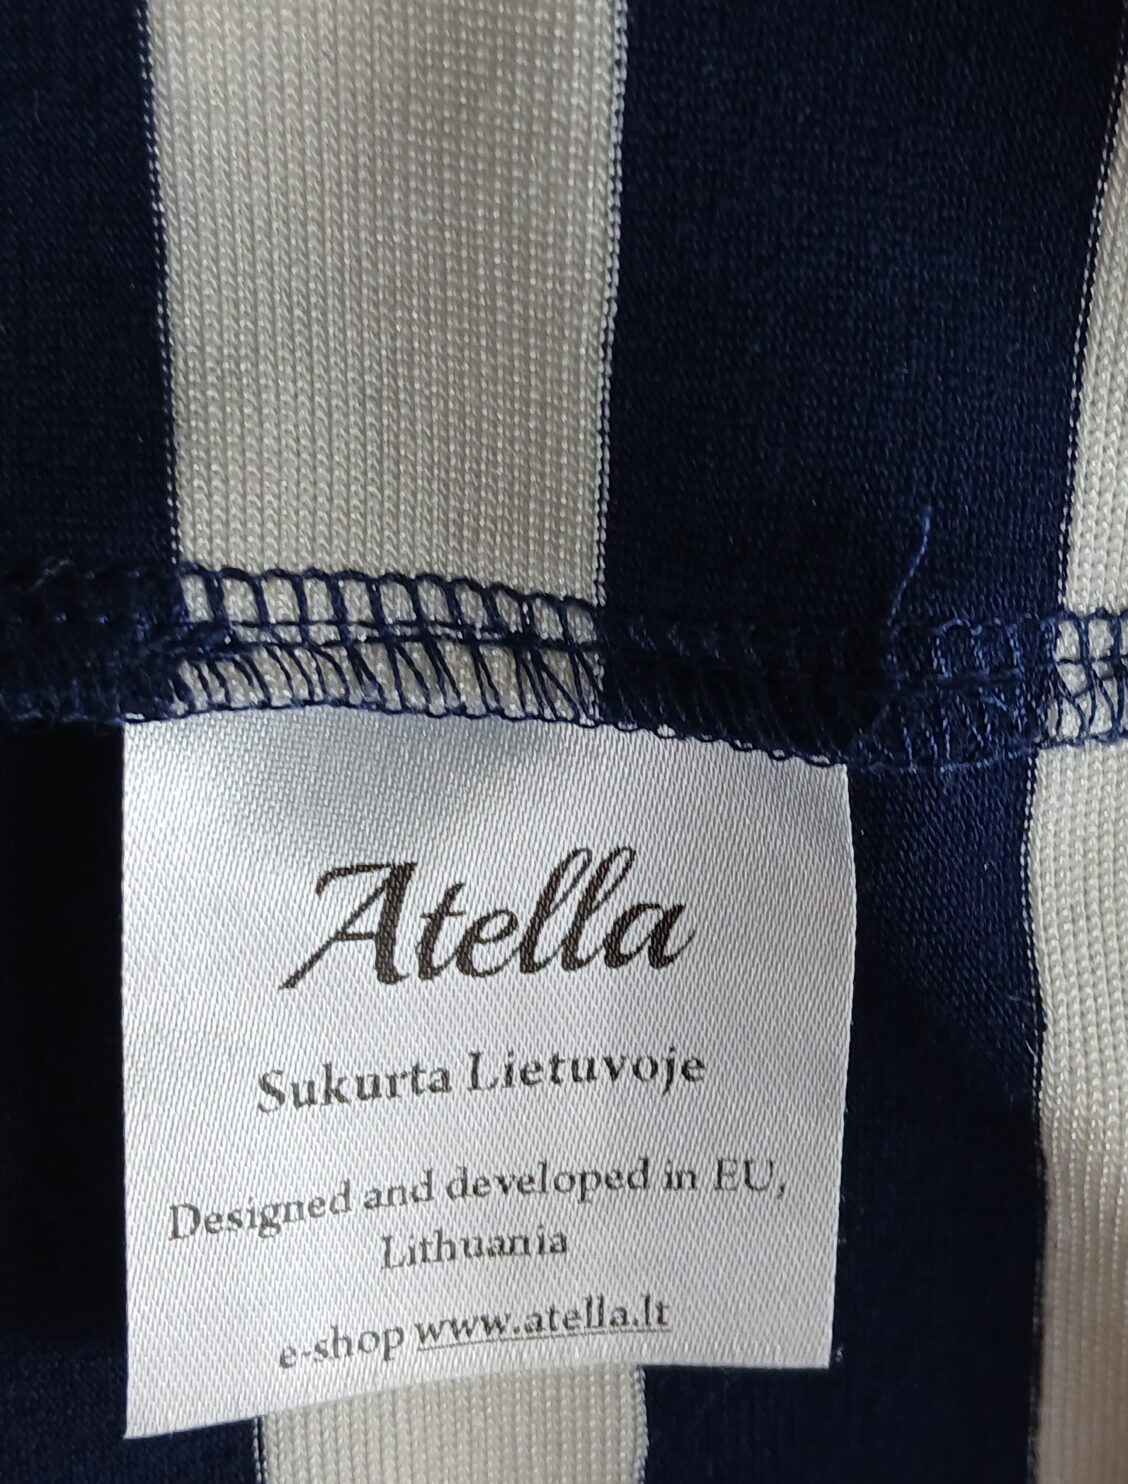 Atella
Sukurta Lietuvoje
Designed and developed in EU,
Lithuania
e-shop www.atella.lt